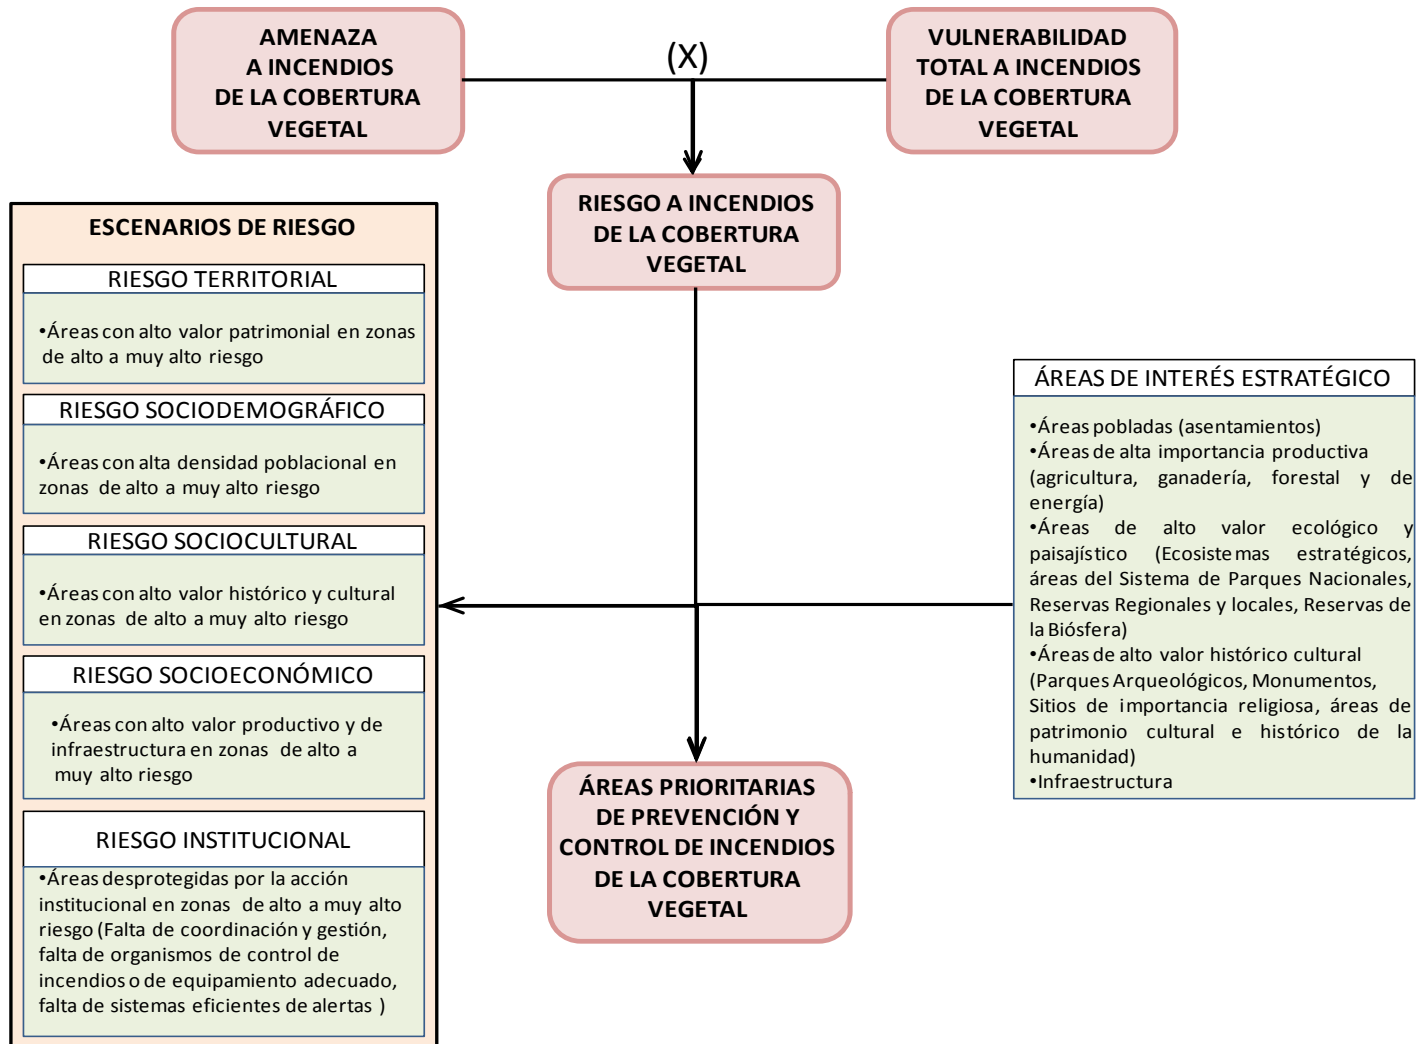 AMENAZA
A INCENDIOS
DE LA COBERTURA
VEGETAL
(X)
VULNERABILIDAD
TOTAL A INCENDIOS
DE LA COBERTURA
VEGETAL
RIESGO A INCENDIOS
DE LA COBERTURA
VEGETAL
ESCENARIOS DE RIESGO
RIESGO TERRITORIAL
•Áreas con alto valor patrimonial en zonas
de alto a muy alto riesgo
RIESGO SOCIODEMOGRÁFICO
•Áreas con alta densidad poblacional en
zonas de alto a muy alto riesgo
RIESGO SOCIOCULTURAL
•Áreas con alto valor histórico y cultural
en zonas de alto a muy alto riesgo
RIESGO SOCIOECONÓMICO
•Áreas con alto valor productivo y de
infraestructura en zonas de alto a
muy alto riesgo
RIESGO INSTITUCIONAL
•Áreas desprotegidas por la acción
institucional en zonas de alto a muy alto
riesgo (Falta de coordinación y gestión,
falta de organismos de control de
incendios o de equipamiento adecuado,
falta de sistemas eficientes de alertas )
ÁREAS DE INTERÉS ESTRATÉGICO
•Áreas pobladas (asentamientos)
•Áreas de alta importancia productiva
(agricultura, ganadería, forestal y de
energía)
•Áreas de alto valor ecológico y
paisajístico (Ecosistemas estratégicos,
áreas del Sistema de Parques Nacionales,
Reservas Regionales y locales, Reservas de
la Biósfera)
•Áreas de alto valor histórico cultural
(Parques Arqueológicos, Monumentos,
Sitios de importancia religiosa, áreas de
patrimonio cultural e histórico de la
humanidad)
•Infraestructura
ÁREAS PRIORITARIAS
DE PREVENCIÓN Y
CONTROL DE INCENDIOS
DE LA COBERTURA
VEGETAL